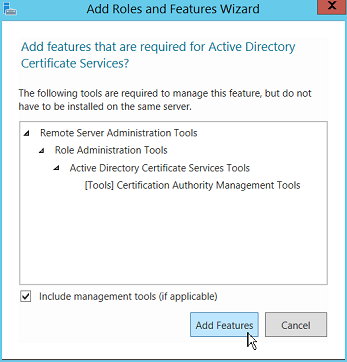 Add Roles and Features Wizard
X
Add features that are required for Active Directory
Certificate Services?
The following tools are required to manage this feature, but do not
have to be installed on the same server.
Remote Server Administration Tools
Role Administration Tools
Active Directory Certificate Services Tools
[Tools] Certification Authority Management Tools
Include management tools (if applicable)
Add Features
Cancel